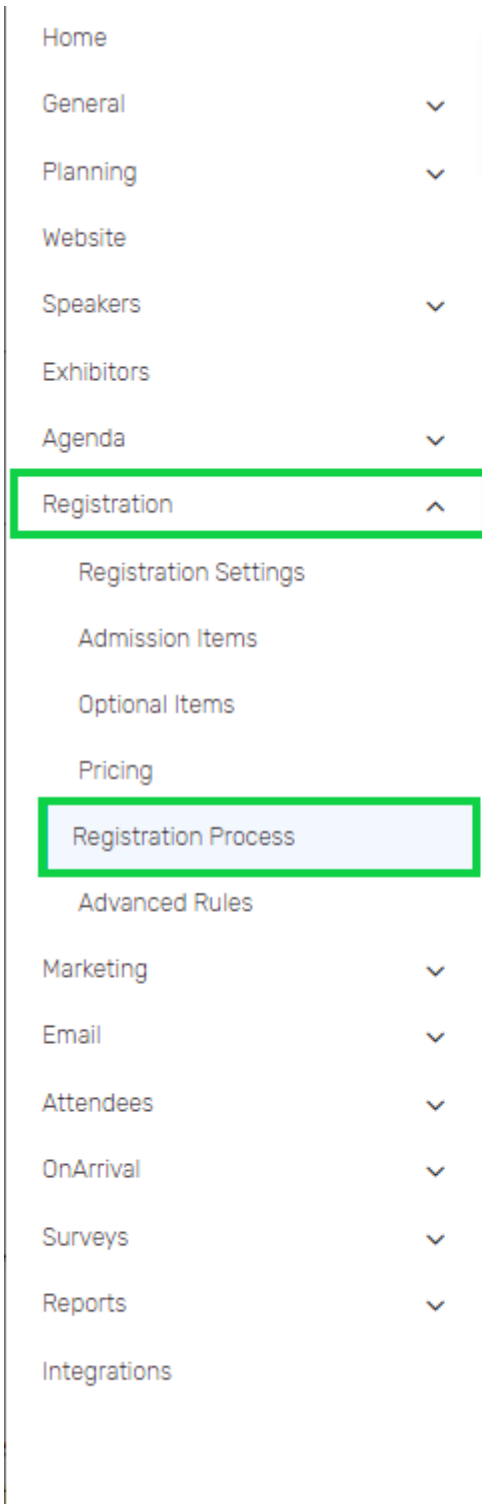 Home
General
Planning
Website
Speakers
Exhibitors
Agenda
Registration
Registration Settings
Admission Items
Optional Items
Pricing
Registration Process
Advanced Rules
Marketing
Email
Attendees
OnArrival
Surveys
Reports
Integrations